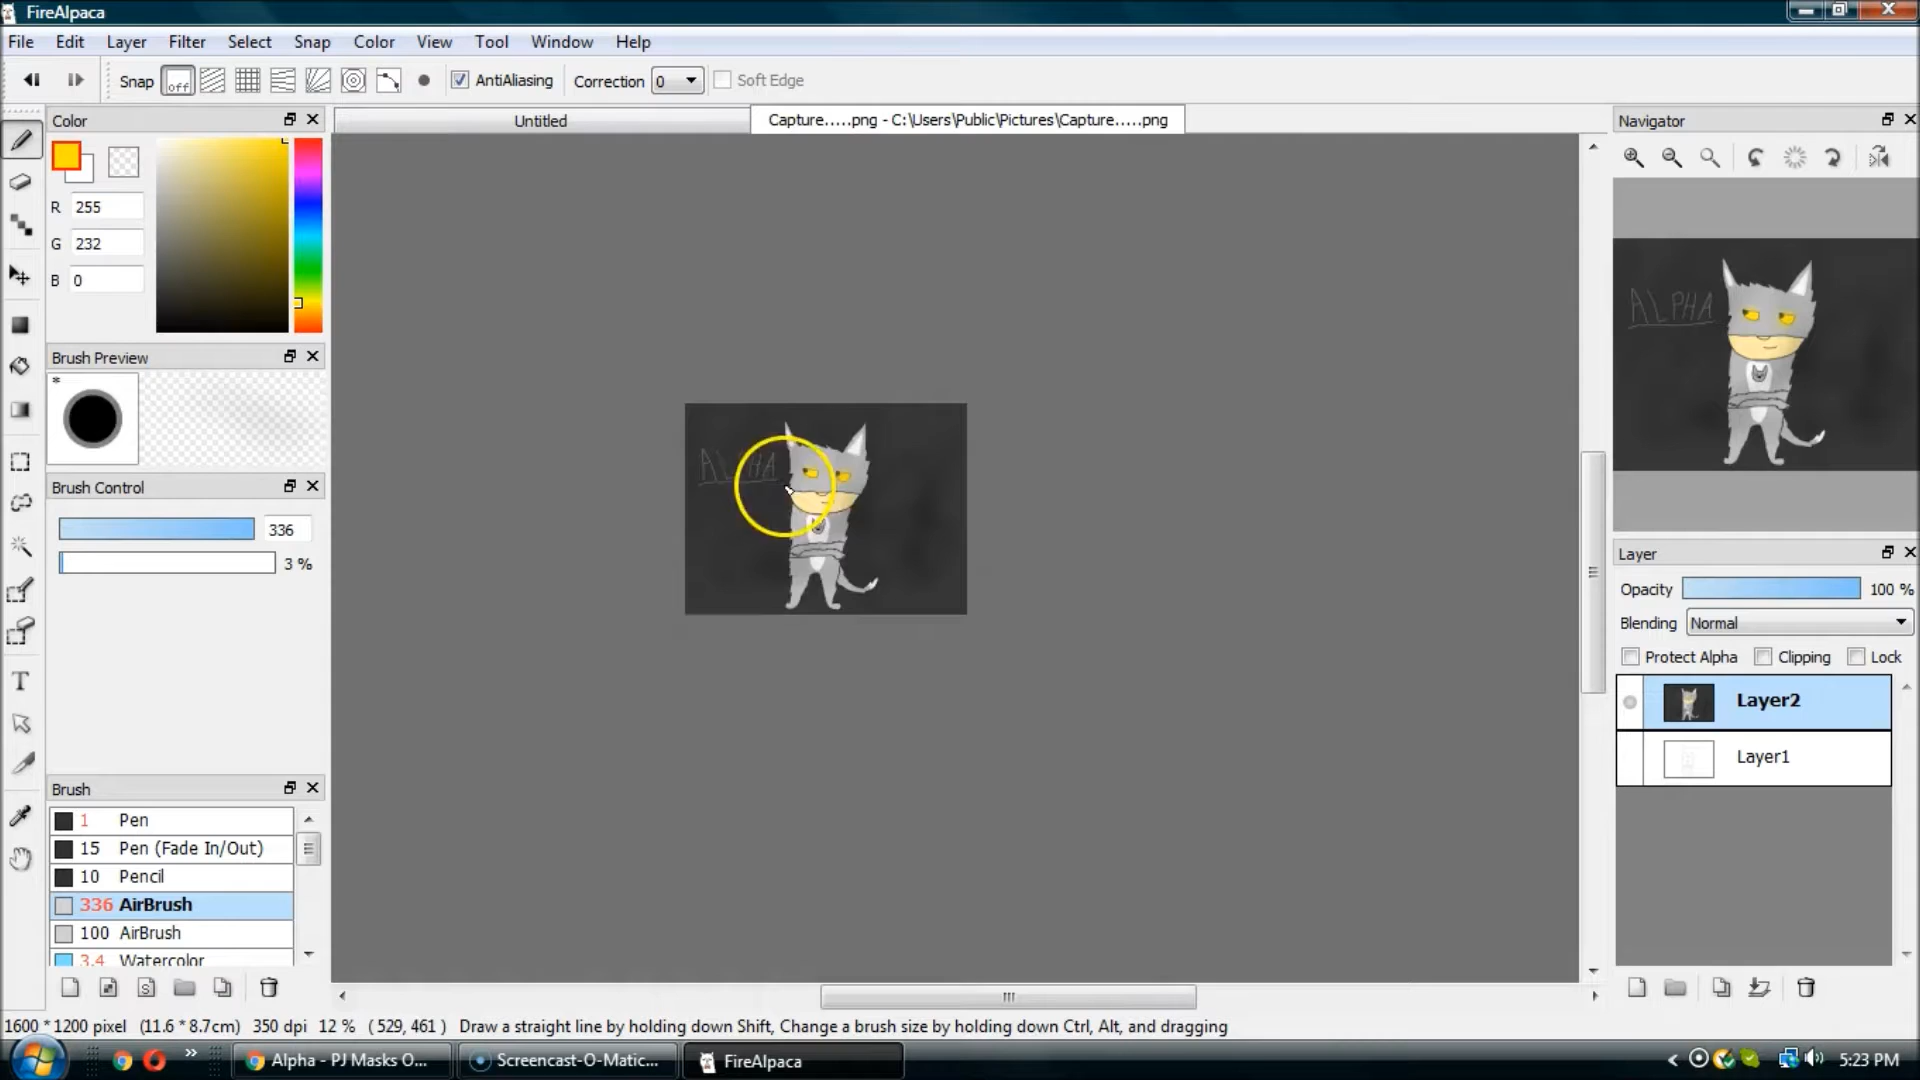 FireAlpaca
File Edit Layer Filter Select Snap Color View Tool Window Help
Snap off AntiAliasing Correction 0 Soft Edge
Color
Untitled
Capture.....png - C:\Users\Public\Pictures\Capture.....png
Navigator
R 255
G 232
B 0
ALPHA
ALPHA
Brush Preview
*
Brush Control
336
3 %
Layer
Opacity 100 %
Blending Normal
Protect Alpha Clipping Lock
Layer2
Layer1
T
Brush
1 Pen
15 Pen (Fade In/Out)
10 Pencil
336 AirBrush
100 AirBrush
3.4 Watercolor
S
1600 * 1200 pixel (11.6 * 8.7cm) 350 dpi 12 % ( 529, 461 ) Draw a straight line by holding down Shift, Change a brush size by holding down Ctrl, Alt, and dragging
Alpha - PJ Masks O... Screencast-O-Matic... FireAlpaca 5:23 PM